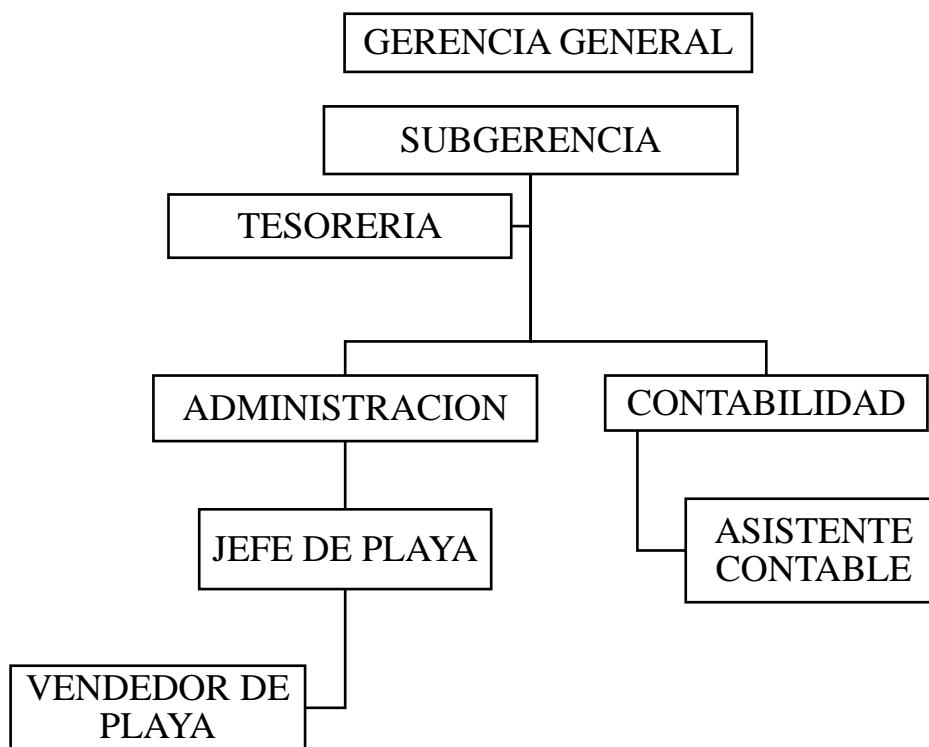 GERENCIA GENERAL
SUBGERENCIA
TESORERIA
ADMINISTRACION
CONTABILIDAD
JEFE DE PLAYA
ASISTENTE
CONTABLE
VENDEDOR DE
PLAYA